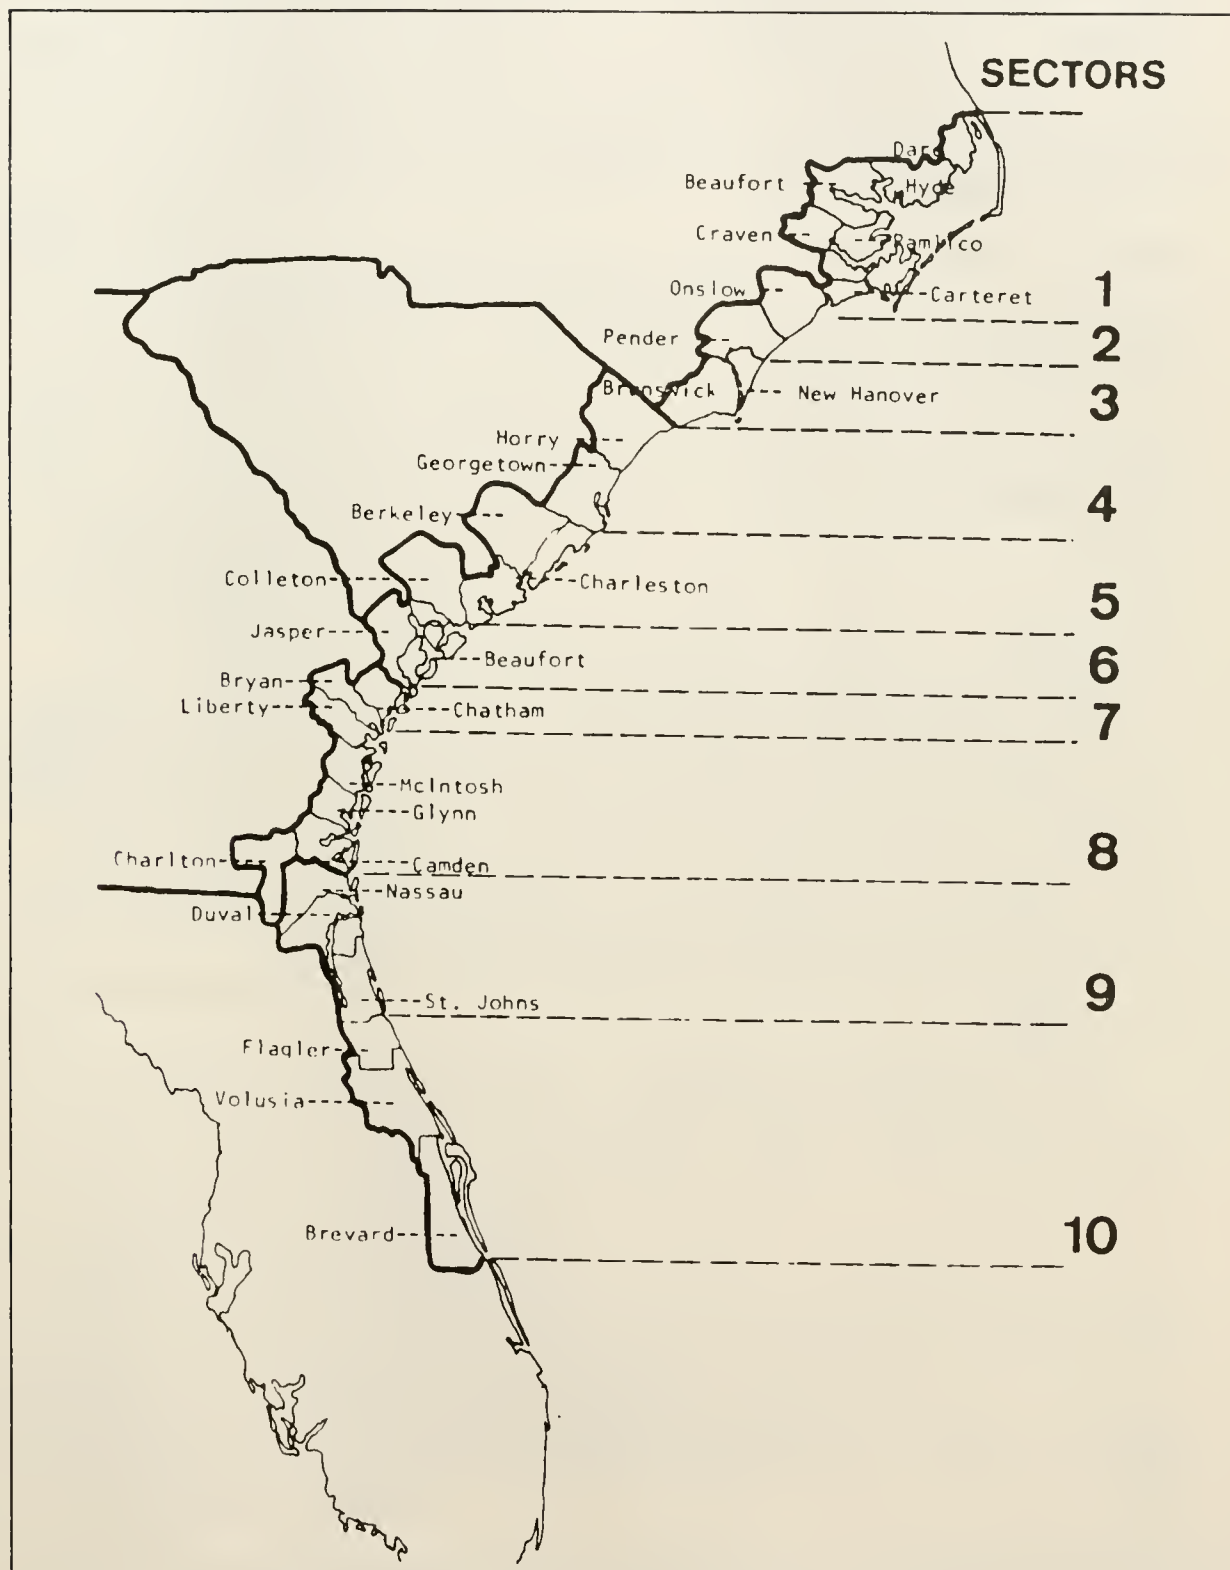 SECTORS
Dare
Beaufort
Hyde
Craven
Pamlico
Onslow
Carteret
1
Pender
2
Brunswick
New Hanover
3
Horry
Georgetown
Berkeley
4
Colleton
Charleston
5
Jasper
Beaufort
6
Bryan
Liberty
Chatham
7
McIntosh
Glynn
Charlton
Camden
8
Nassau
Duval
St. Johns
9
Flagler
Volusia
Brevard
10